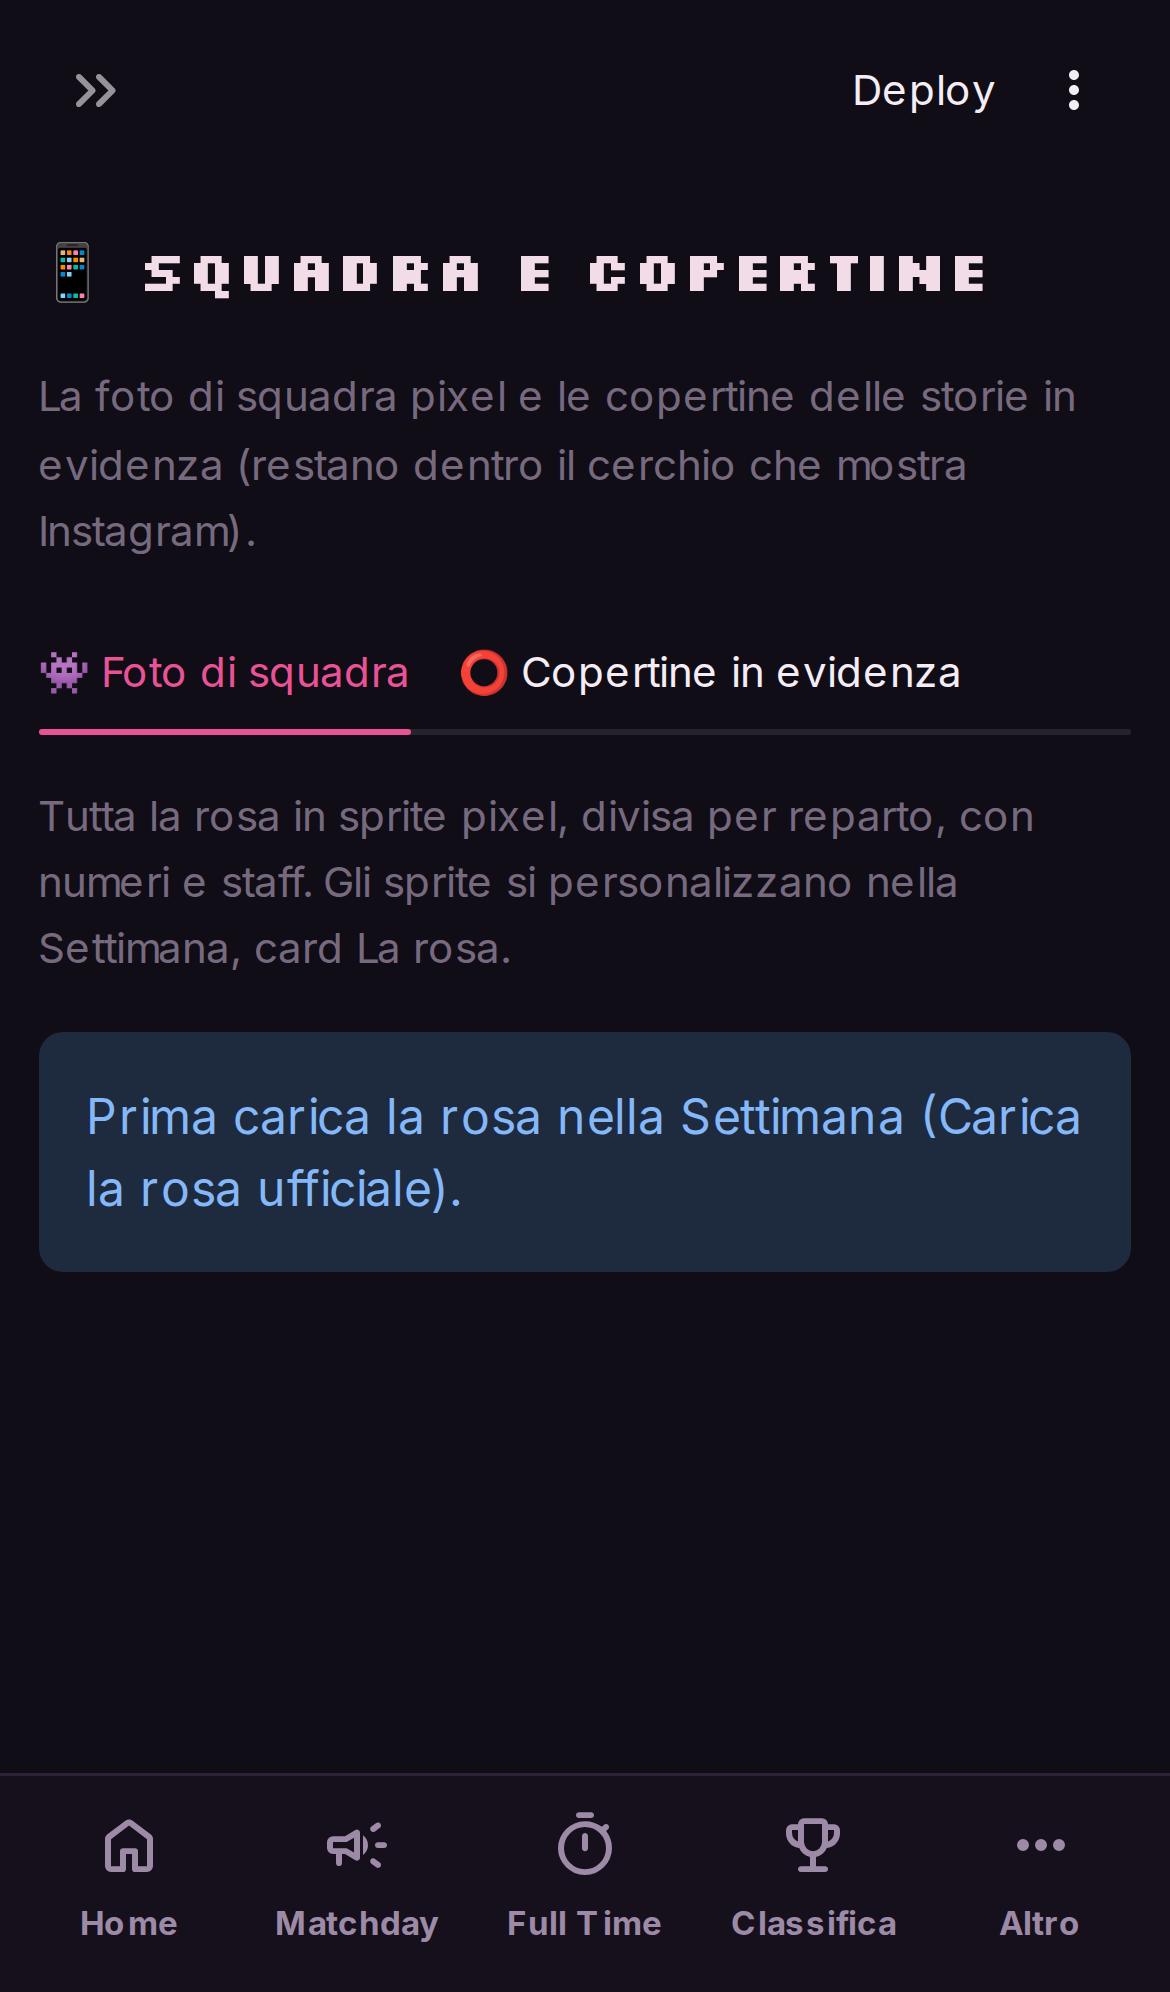 Deploy
📱 SQUADRA E COPERTINE
La foto di squadra pixel e le copertine delle storie in
evidenza (restano dentro il cerchio che mostra
Instagram).
👾 Foto di squadra ⭕ Copertine in evidenza
Tutta la rosa in sprite pixel, divisa per reparto, con
numeri e staff. Gli sprite si personalizzano nella
Settimana, card La rosa.
Prima carica la rosa nella Settimana (Carica
la rosa ufficiale).
Home Matchday Full Time Classifica Altro